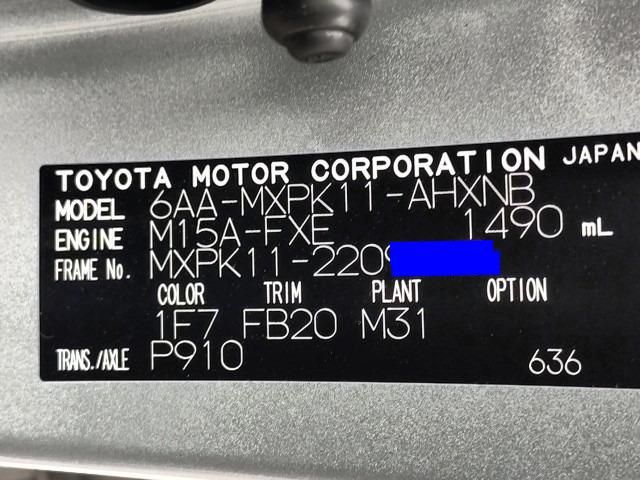 TOYOTA MOTOR CORPORATION JAPAN
MODEL 6AA-MXPK11-AHXNB
ENGINE M15A-FXE 1490 mL
FRAME No. MXPK11-2209
COLOR TRIM PLANT OPTION
1F7 FB20 M31
TRANS./AXLE P910 636